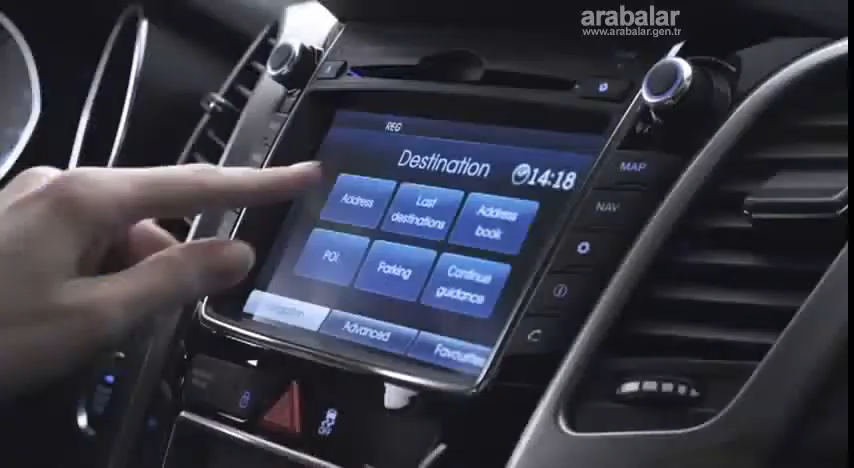 arabalar
www.arabalar.gen.tr
REG
Destination
14:18
Address
Last
destinations
Address
book
POI
Parking
Continue
guidance
Advanced
MAP
NAV
OFF